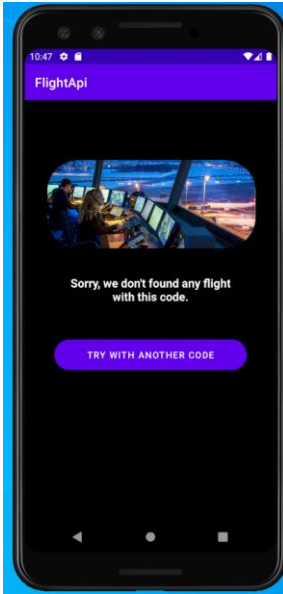 10:47
FlightApi
Sorry, we don't found any flight
with this code.
TRY WITH ANOTHER CODE